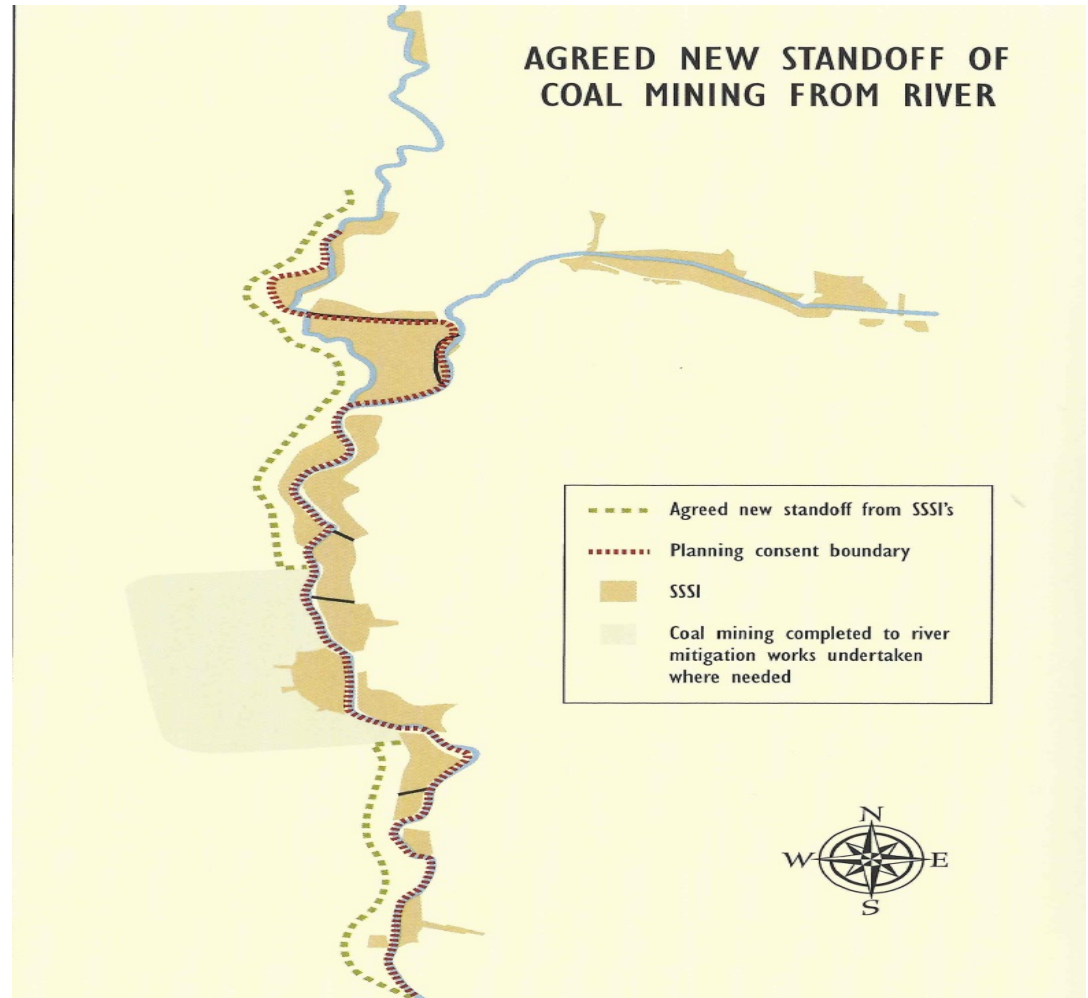 AGREED NEW STANDOFF OF
COAL MINING FROM RIVER
Agreed new standoff from SSSI's
Planning consent boundary
SSSI
Coal mining completed to river
mitigation works undertaken
where needed
N
W E
S